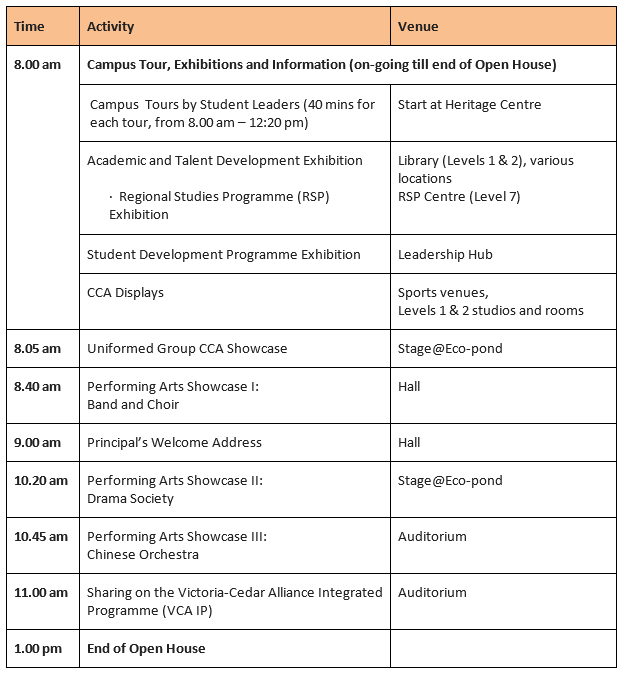 Time Activity Venue
8.00 am Campus Tour, Exhibitions and Information (on-going till end of Open House)
Campus Tours by Student Leaders (40 mins for
each tour, from 8.00 am – 12:20 pm)
Start at Heritage Centre
Academic and Talent Development Exhibition
· Regional Studies Programme (RSP)
Exhibition
Library (Levels 1 & 2), various
locations
RSP Centre (Level 7)
Student Development Programme Exhibition Leadership Hub
CCA Displays
Sports venues,
Levels 1 & 2 studios and rooms
8.05 am Uniformed Group CCA Showcase Stage@Eco-pond
8.40 am Performing Arts Showcase I:
Band and Choir
Hall
9.00 am Principal’s Welcome Address Hall
10.20 am Performing Arts Showcase II:
Drama Society
Stage@Eco-pond
10.45 am Performing Arts Showcase III:
Chinese Orchestra
Auditorium
11.00 am Sharing on the Victoria-Cedar Alliance Integrated
Programme (VCA IP)
Auditorium
1.00 pm End of Open House